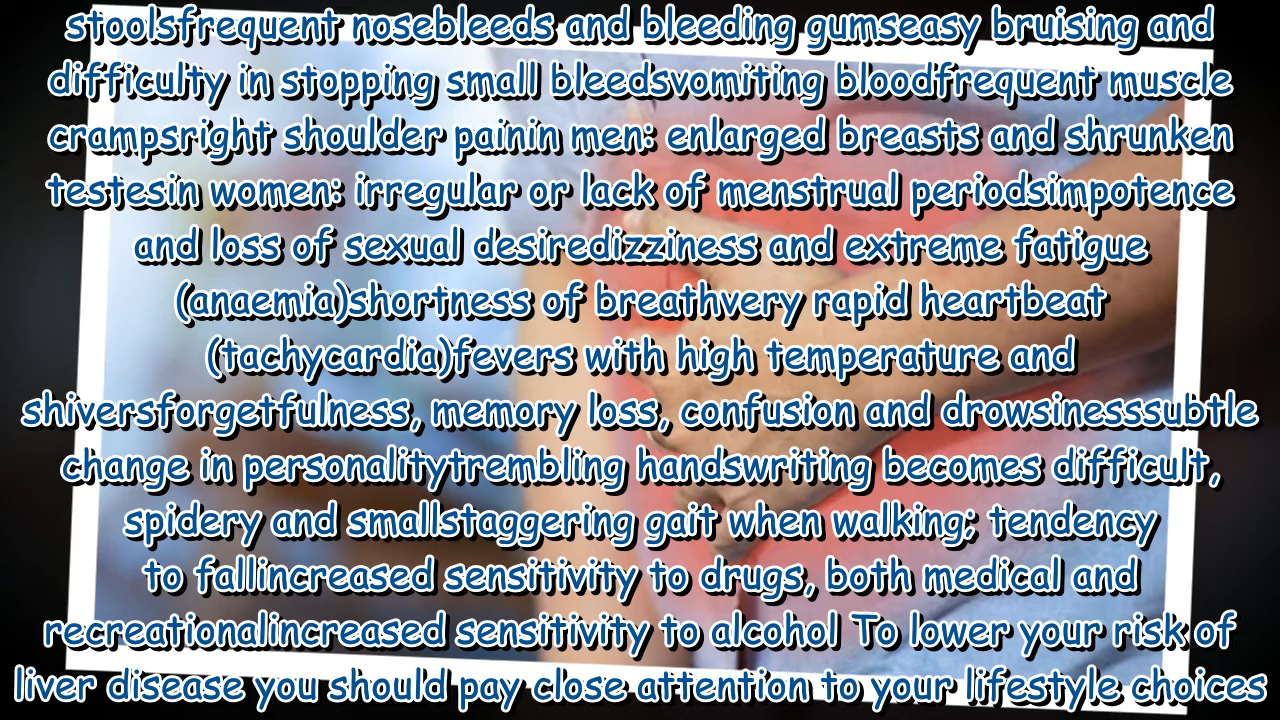 stoolsfrequent nosebleeds and bleeding gumseasy bruising and
difficulty in stopping small bleedsvomiting bloodfrequent muscle
crampsright shoulder painin men: enlarged breasts and shrunken
testesin women: irregular or lack of menstrual periodsimpotence
and loss of sexual desiredizziness and extreme fatigue
(anaemia)shortness of breathvery rapid heartbeat
(tachycardia)fevers with high temperature and
shiversforgetfulness, memory loss, confusion and drowsinesssubtle
change in personalitytrembling handswriting becomes difficult,
spidery and smallstaggering gait when walking; tendency
to fallincreased sensitivity to drugs, both medical and
recreationalincreased sensitivity to alcohol To lower your risk of
liver disease you should pay close attention to your lifestyle choices